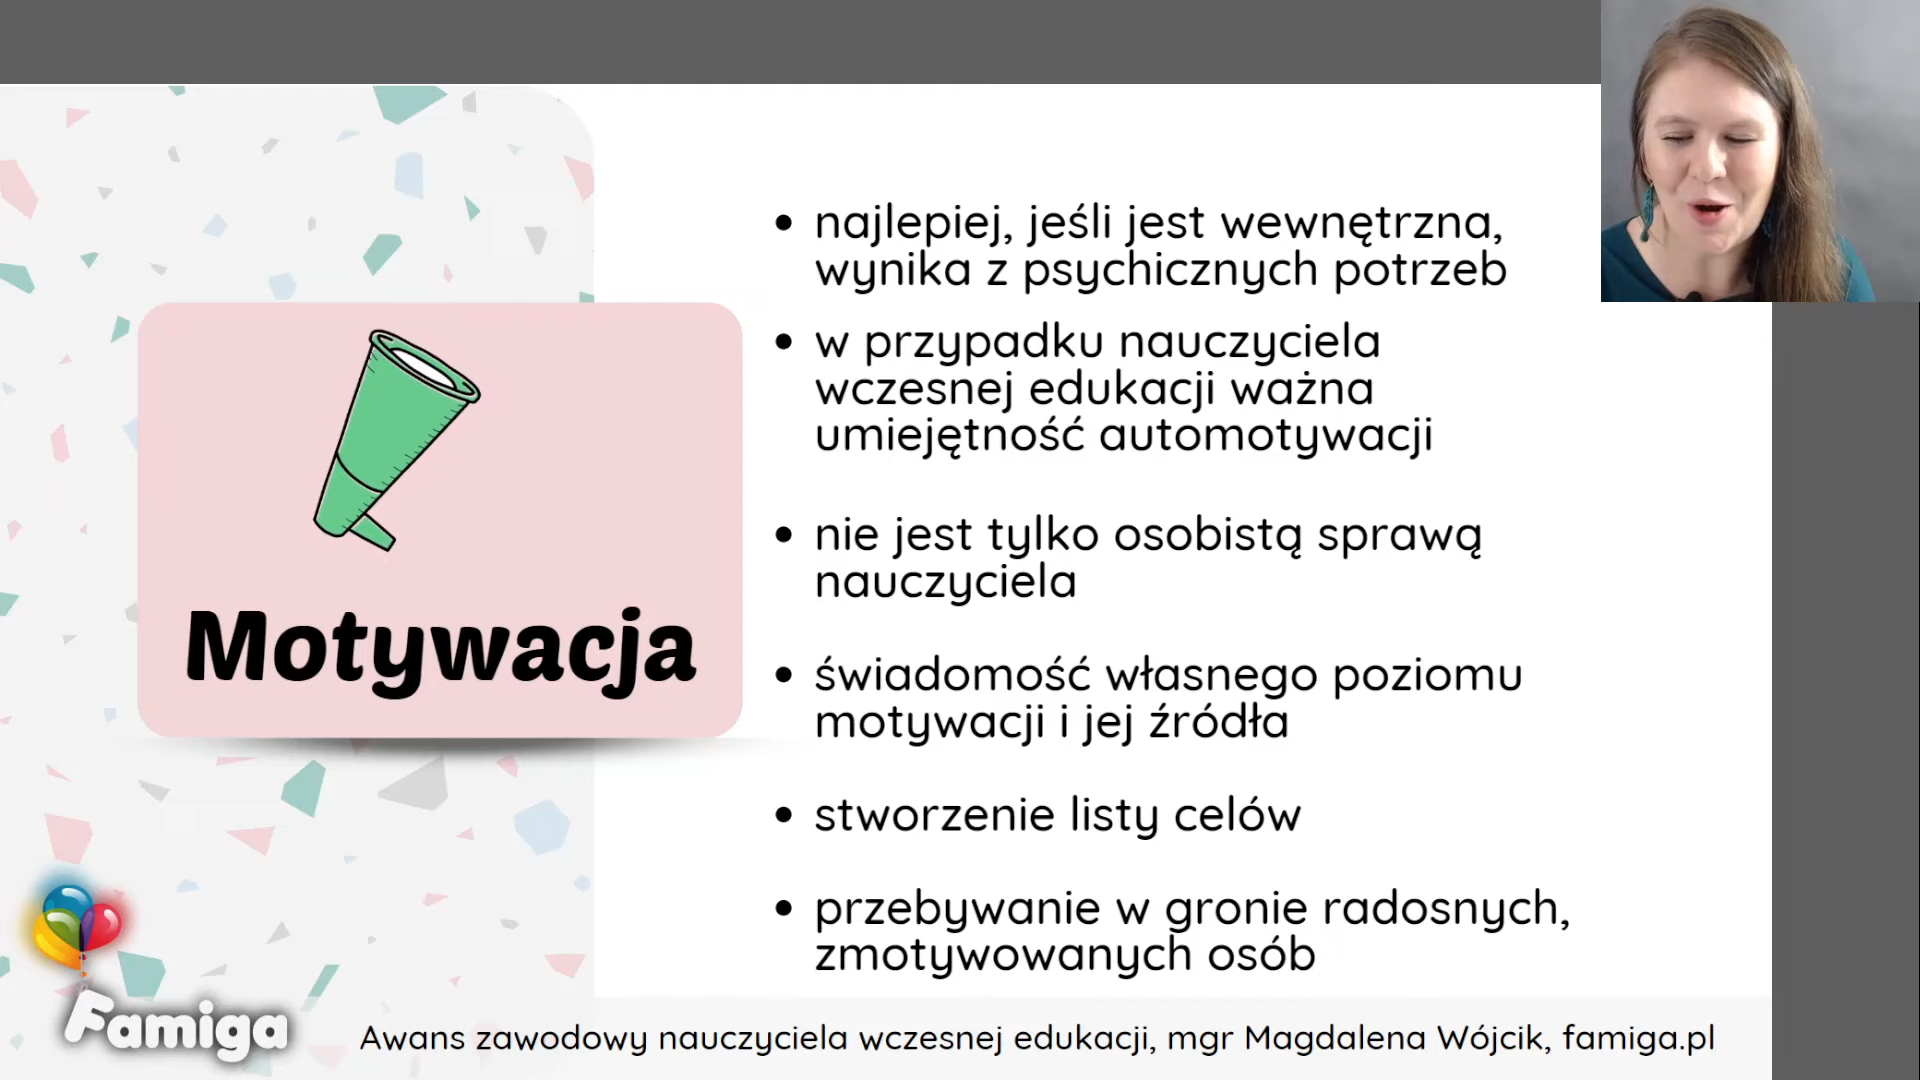 Motywacja
• najlepiej, jeśli jest wewnętrzna,
wynika z psychicznych potrzeb
• w przypadku nauczyciela
wczesnej edukacji ważna
umiejętność automotywacji
• nie jest tylko osobistą sprawą
nauczyciela
• świadomość własnego poziomu
motywacji i jej źródła
• stworzenie listy celów
• przebywanie w gronie radosnych,
zmotywowanych osób
Famiga
Awans zawodowy nauczyciela wczesnej edukacji, mgr Magdalena Wójcik, famiga.pl